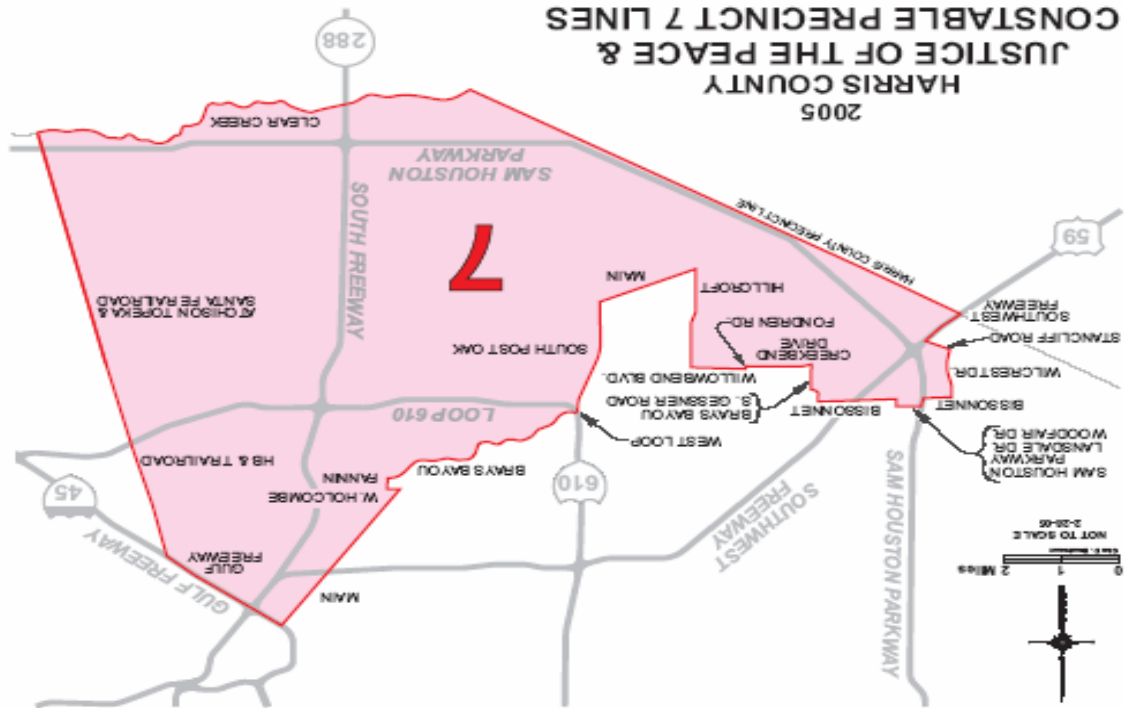 0 1 2 Miles
NOT TO SCALE
2-28-05
SAM HOUSTON PARKWAY
SOUTHWEST
FREEWAY
MAIN
GULF FREEWAY
GULF
FREEWAY
45
610
SAM HOUSTON
PARKWAY
LANSDALE DR.
WOODFAIR DR.
BISSONNET
BISSONNET
BRAYS BAYOU
S. GESSNER ROAD
WEST LOOP
BRAYS BAYOU
W. HOLCOMBE
FANNIN
HB & TRAILROAD
LOOP 610
WILCREST DR.
STANCLIFF ROAD
SOUTHWEST
FREEWAY
WILLOWBEND BLVD.
CREEKBEND
DRIVE
FONDREN RD.
HILLCROFT
SOUTH POST OAK
MAIN
ATCHISON TOPEKA &
SANTA FE RAILROAD
59
HARRIS COUNTY PRECINCT LINE
7
SOUTH FREEWAY
SAM HOUSTON
PARKWAY
CLEAR CREEK
288
2005
HARRIS COUNTY
JUSTICE OF THE PEACE &
CONSTABLE PRECINCT 7 LINES